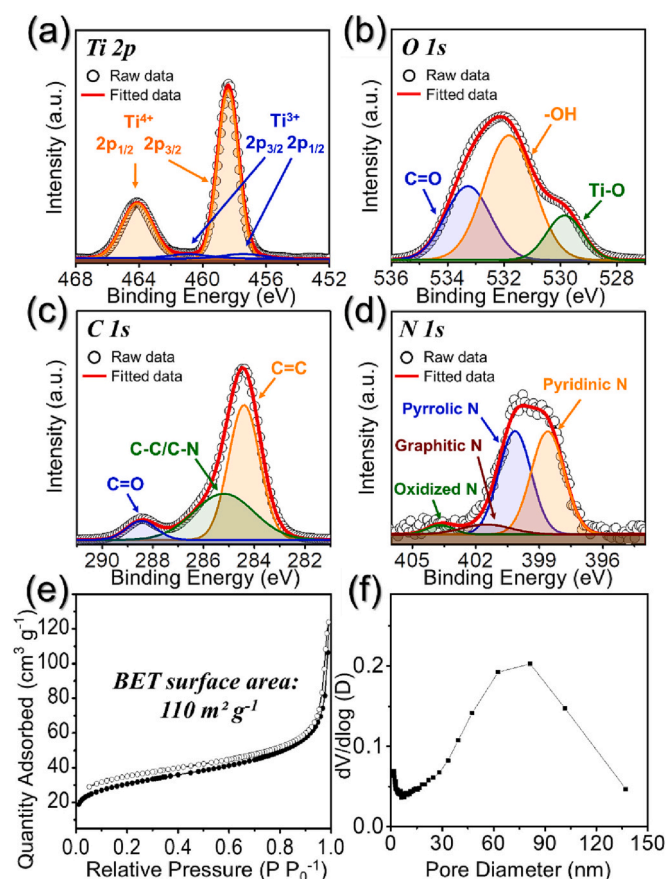 (a)
Ti 2p
Raw data
Fitted data
Ti4+
2p1/2 2p3/2
Ti3+
2p3/2 2p1/2
Intensity (a.u.)
468 464 460 456 452
Binding Energy (eV)
(b)
O 1s
Raw data
Fitted data
-OH
C=O
Ti-O
Intensity (a.u.)
536 534 532 530 528
Binding Energy (eV)
(c)
C 1s
Raw data
Fitted data
C=C
C-C/C-N
C=O
Intensity (a.u.)
290 288 286 284 282
Binding Energy (eV)
(d)
N 1s
Raw data
Fitted data
Pyridinic N
Pyrrolic N
Graphitic N
Oxidized N
Intensity (a.u.)
405 402 399 396
Binding Energy (eV)
(e)
BET surface area:
110 m² g-1
Quantity Adsorbed (cm3 g-1)
120
100
80
60
40
20
0.0 0.2 0.4 0.6 0.8 1.0
Relative Pressure (P P0-1)
(f)
dV/dlog (D)
0.2
0.1
0.0
0 30 60 90 120 150
Pore Diameter (nm)